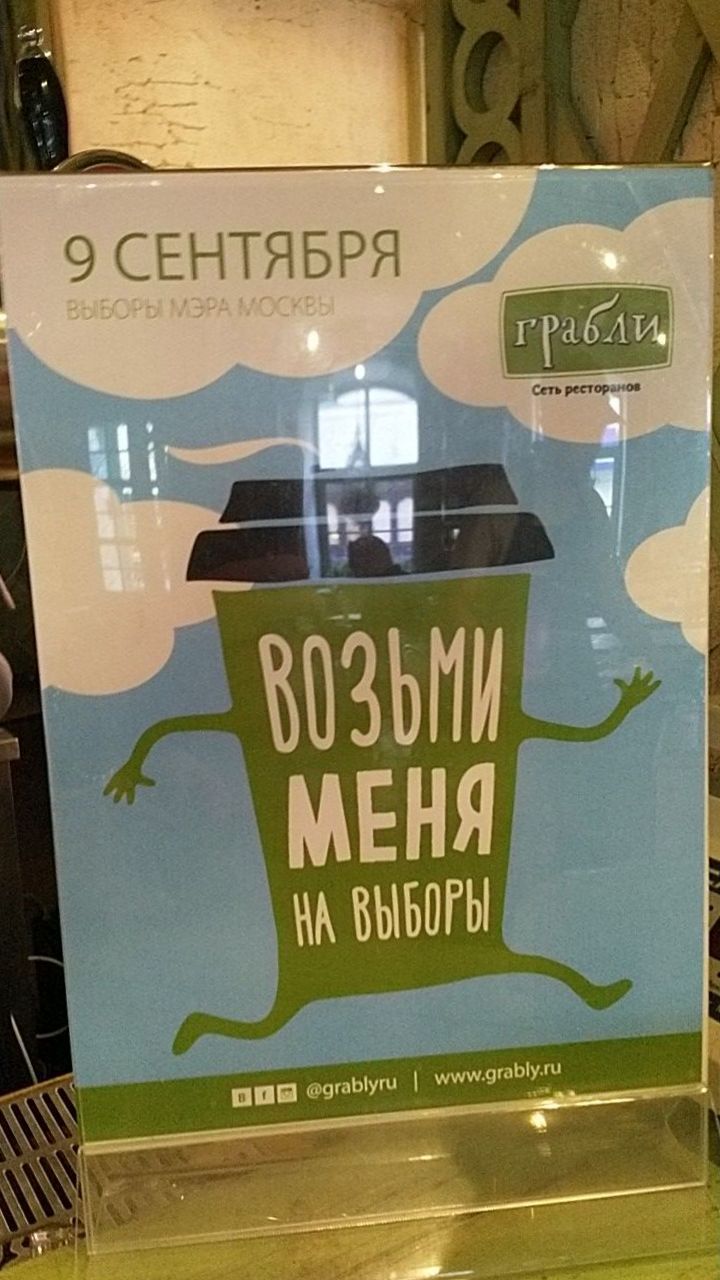 9 СЕНТЯБРЯ
ВЫБОРЫ МЭРА МОСКВЫ
грабли
Сеть ресторанов
ВОЗЬМИ
МЕНЯ
НА ВЫБОРЫ
В f @grablyru | www.grably.ru